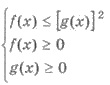 f(x) ≤ [g(x)]²
f(x) ≥ 0
g(x) ≥ 0